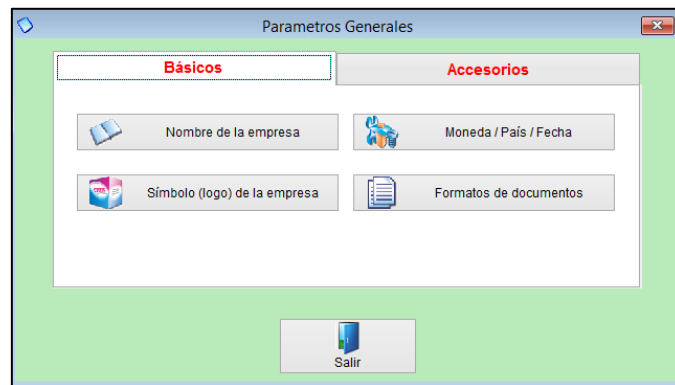 Parametros Generales
Básicos
Accesorios
Nombre de la empresa
Moneda / País / Fecha
Símbolo (logo) de la empresa
Formatos de documentos
Salir